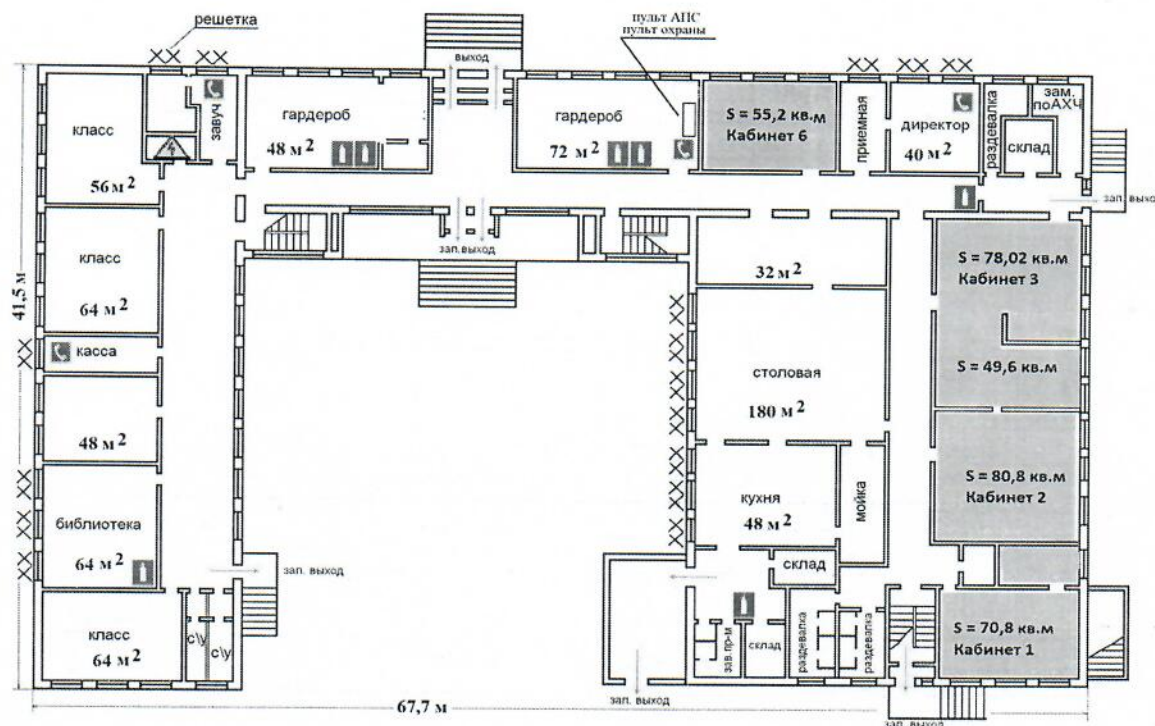 решетка
пульт АПС
пульт охраны
выход
класс
56 м 2
завуч
гардероб
48 м 2
гардероб
72 м 2
S = 55,2 кв.м
Кабинет 6
приемная
директор
40 м 2
раздевалка
склад
зам.
поАХЧ
зап. выход
класс
64 м 2
зап. выход
32 м 2
S = 78,02 кв.м
Кабинет 3
41,5 м
касса
столовая
180 м 2
S = 49,6 кв.м
48 м 2
S = 80,8 кв.м
Кабинет 2
библиотека
64 м 2
кухня
48 м 2
мойка
зап. выход
склад
класс
64 м 2
с\у
с\у
зав.пр-м
склад
раздевалка
раздевалка
S = 70,8 кв.м
Кабинет 1
67,7 м
зап. выход
зап. выход